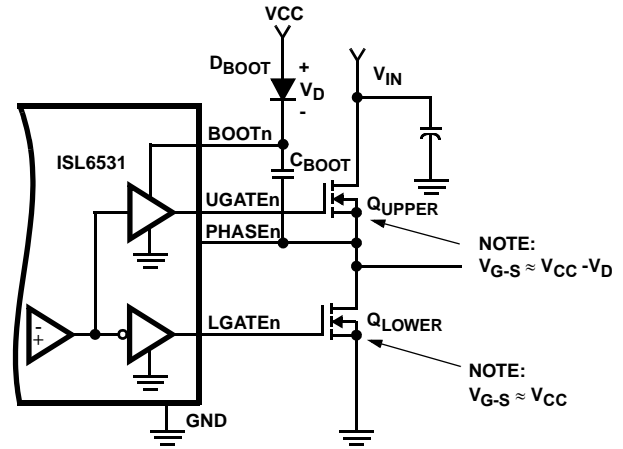 VCC
DBOOT
+
VD
-
VIN
BOOTn
ISL6531
CBOOT
UGATEn
QUPPER
PHASEn
NOTE:
VG-S ≈ VCC -VD
-
+
LGATEn
QLOWER
NOTE:
VG-S ≈ VCC
GND